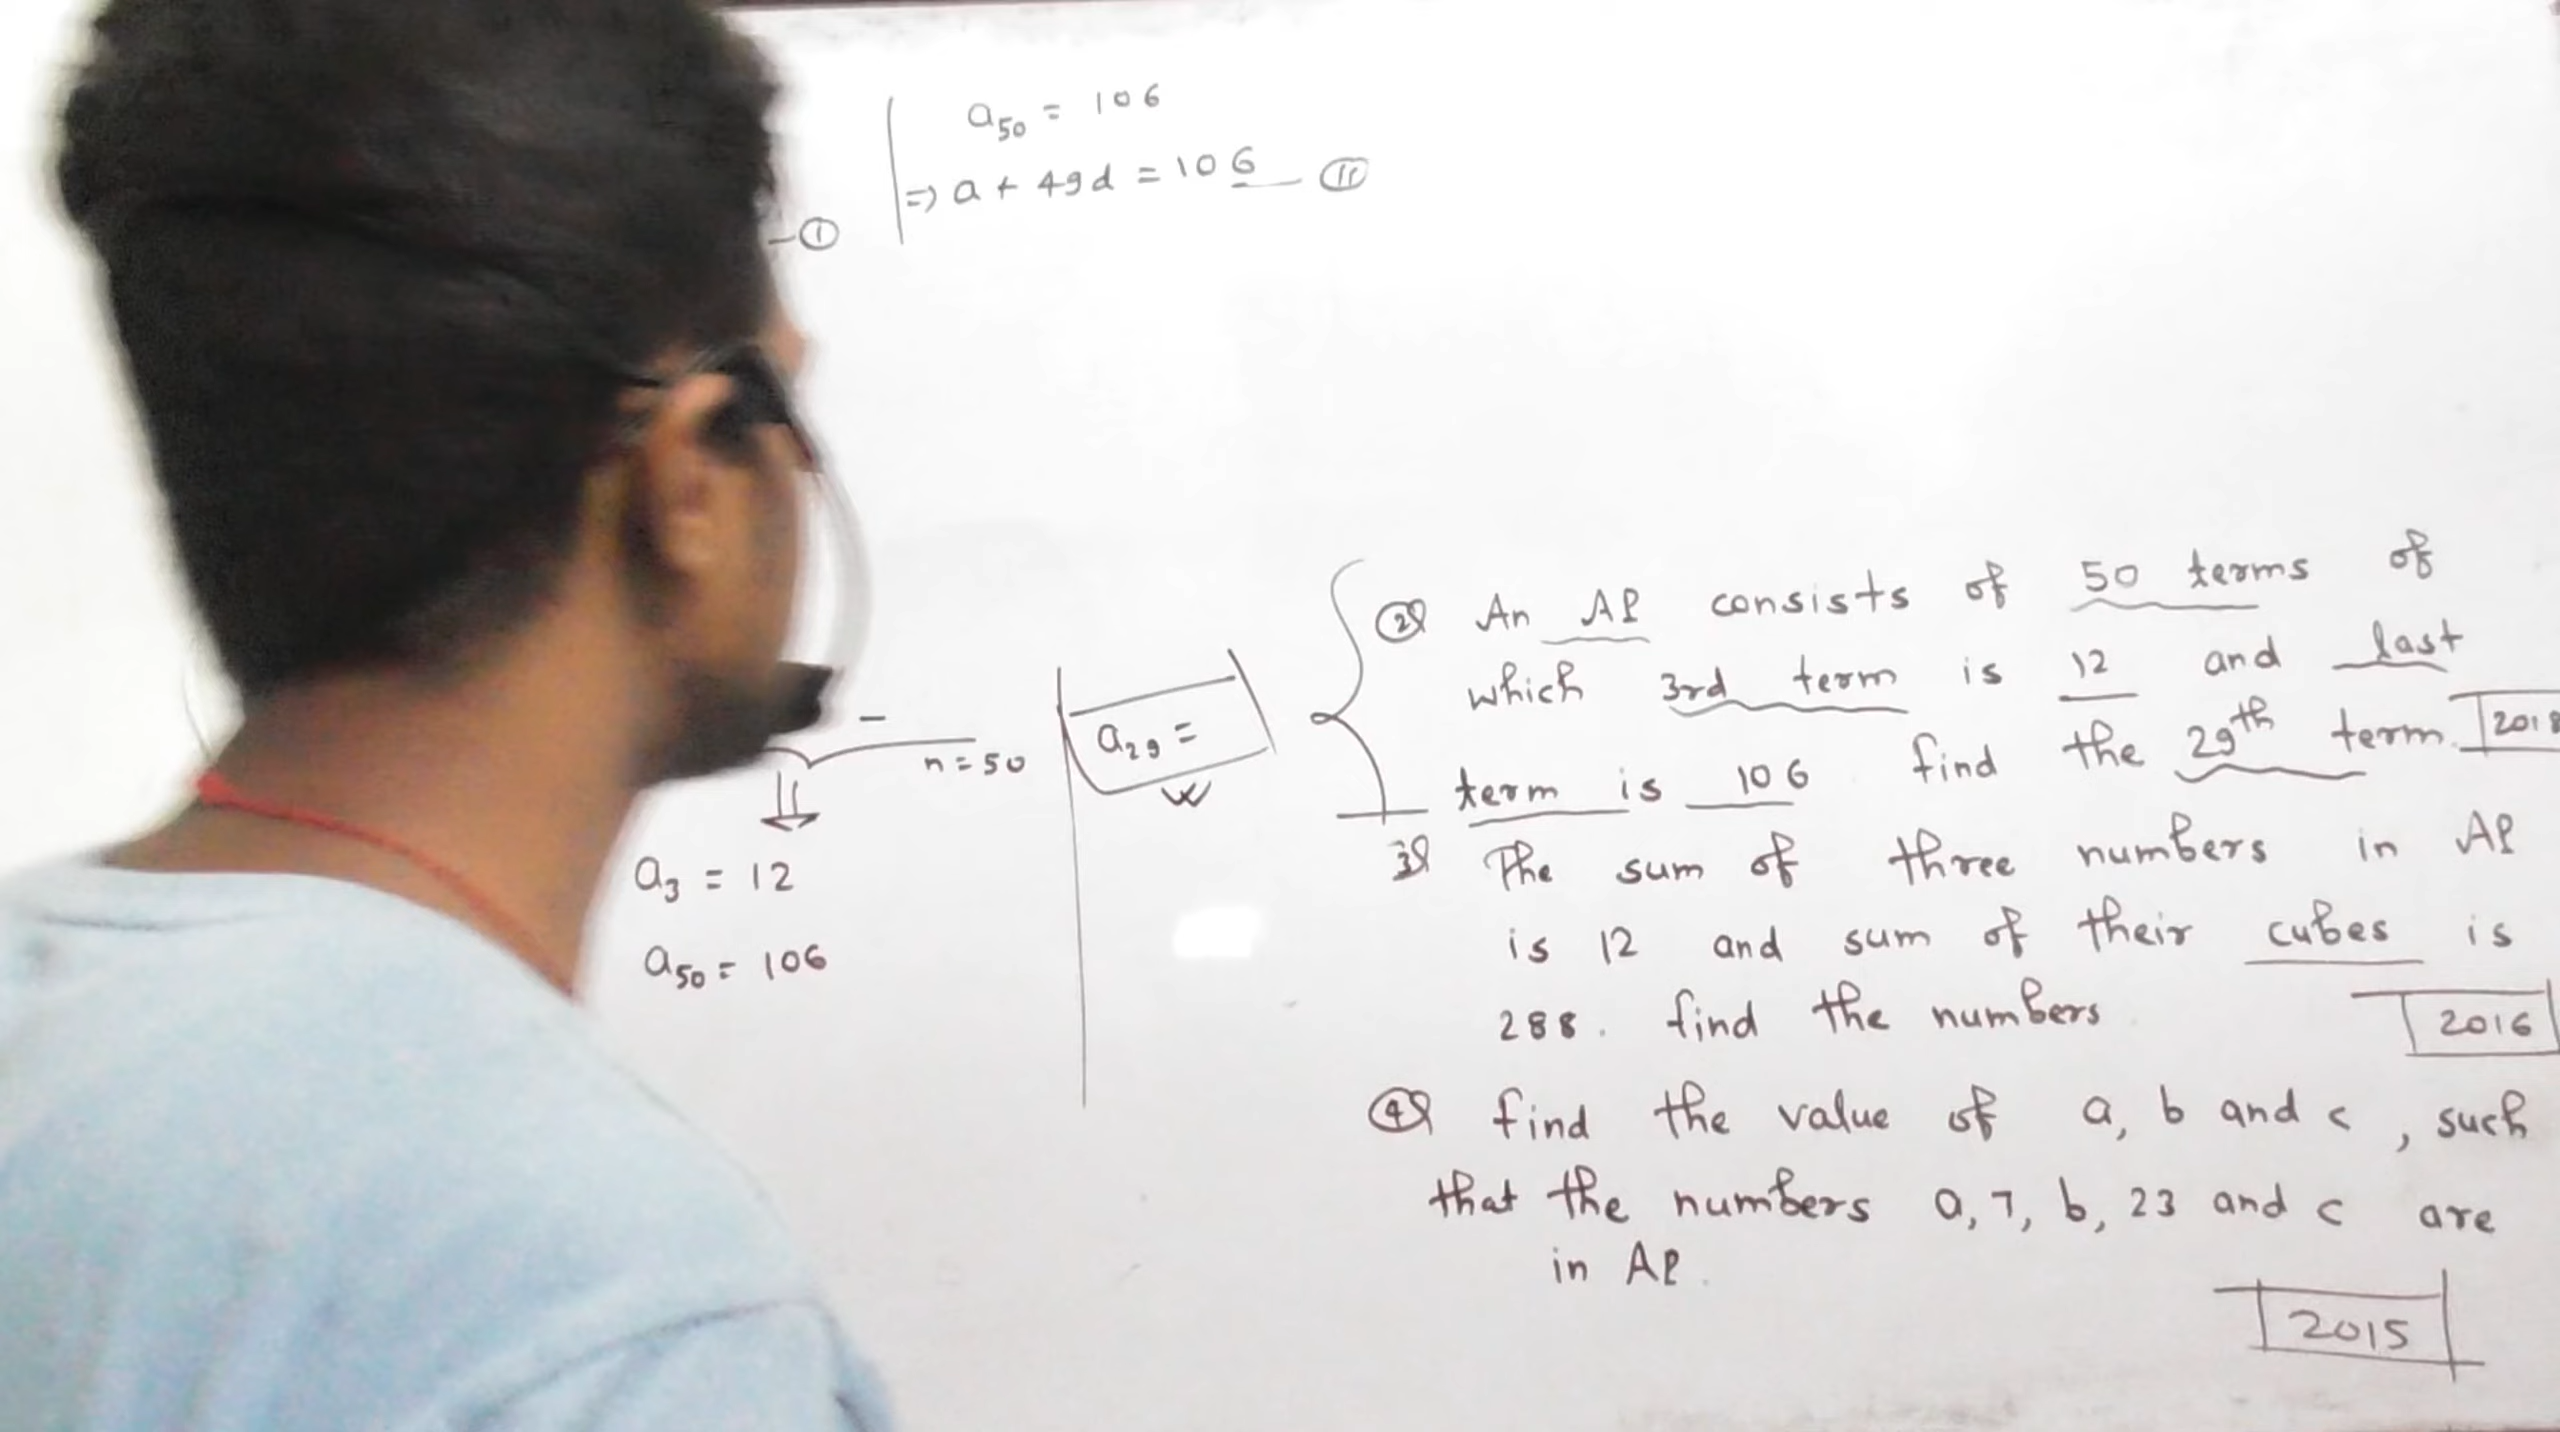 a50 = 106
⇒ a + 49d = 106 — (II)
— (I)
n = 50
a3 = 12
a50 = 106
a29 =
(2) An AP consists of 50 terms of
which 3rd term is 12 and last
term is 106 find the 29th term. 2018
3) The sum of three numbers in AP
is 12 and sum of their cubes is
288. find the numbers
2016
(4) find the value of a, b and c, such
that the numbers a, 7, b, 23 and c are
in AP.
2015